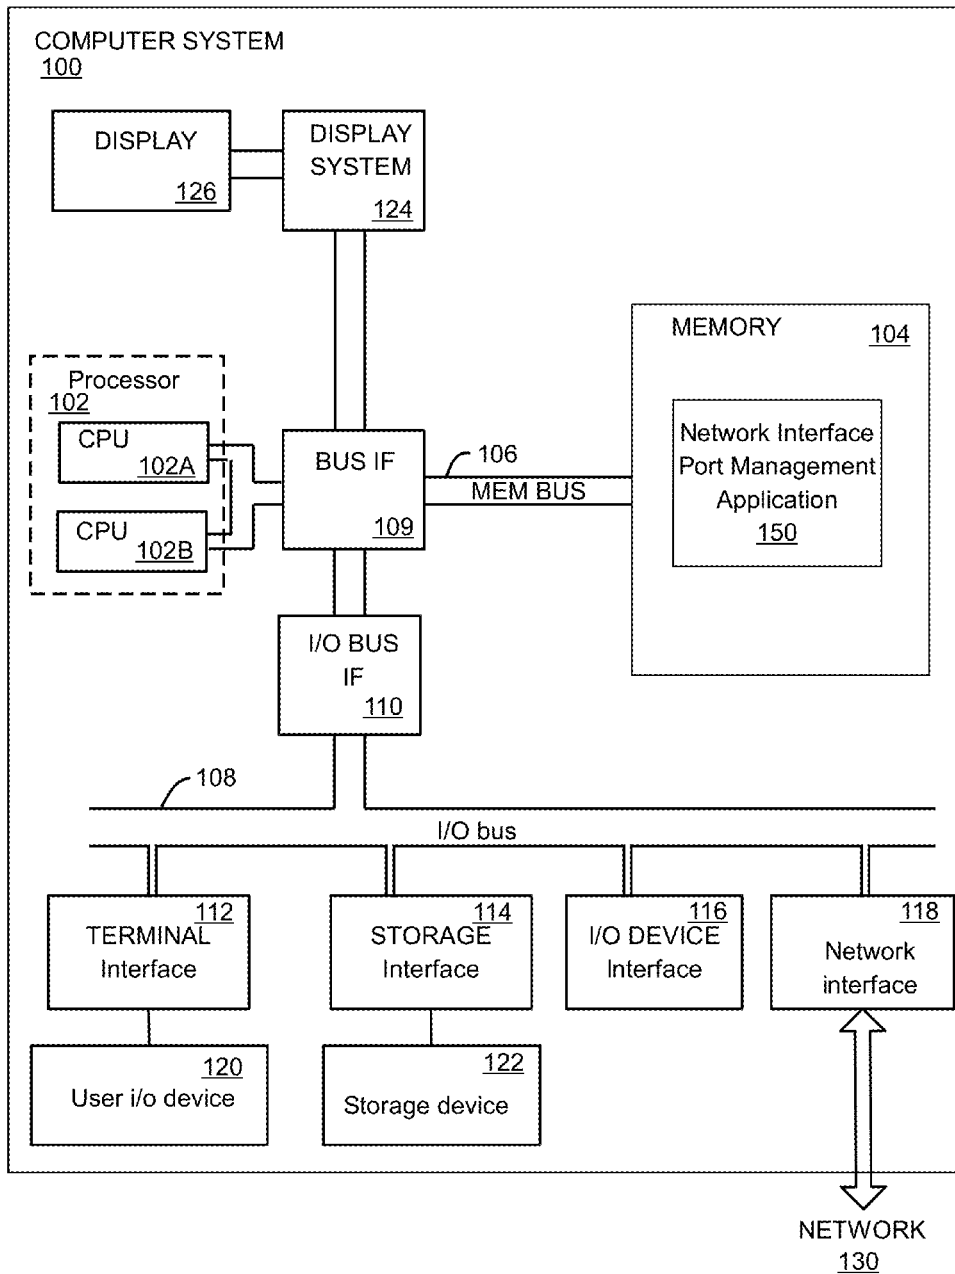 COMPUTER SYSTEM
100
DISPLAY
126
DISPLAY
SYSTEM
124
MEMORY
104
Network Interface
Port Management
Application
150
Processor
102
CPU
102A
CPU
102B
BUS IF
109
106
MEM BUS
I/O BUS
IF
110
108
I/O bus
112
TERMINAL
Interface
114
STORAGE
Interface
116
I/O DEVICE
Interface
118
Network
interface
120
User i/o device
122
Storage device
NETWORK
130